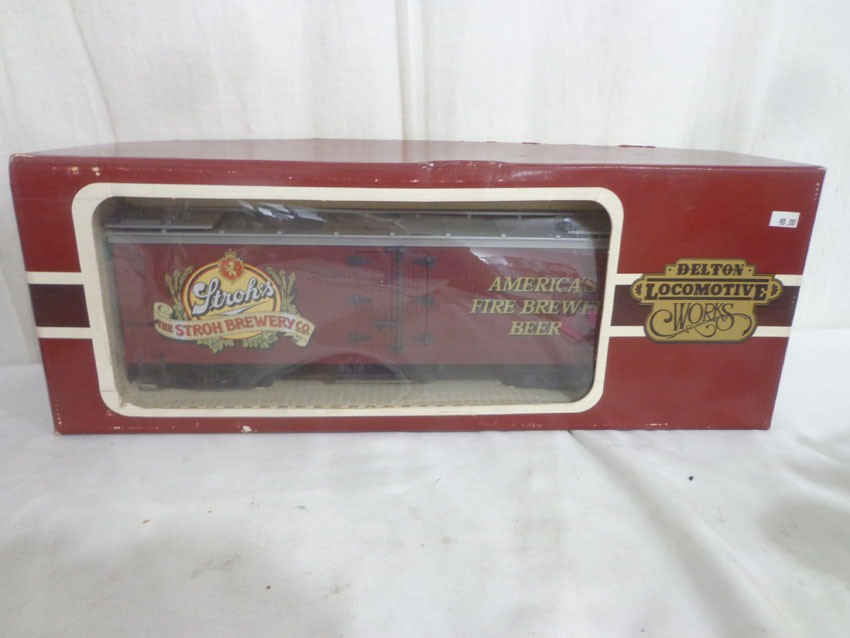 Stroh's
THE STROH BREWERY CO.
AMERICA'S
FIRE BREWE
BEER
DELTON
LOCOMOTIVE
WORKS